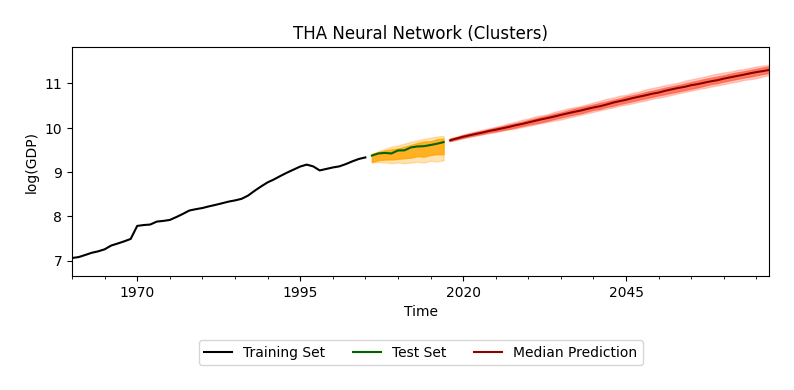 THA Neural Network (Clusters)
log(GDP)
11
10
9
8
7
1970 1995 2020 2045
Time
Training Set Test Set Median Prediction